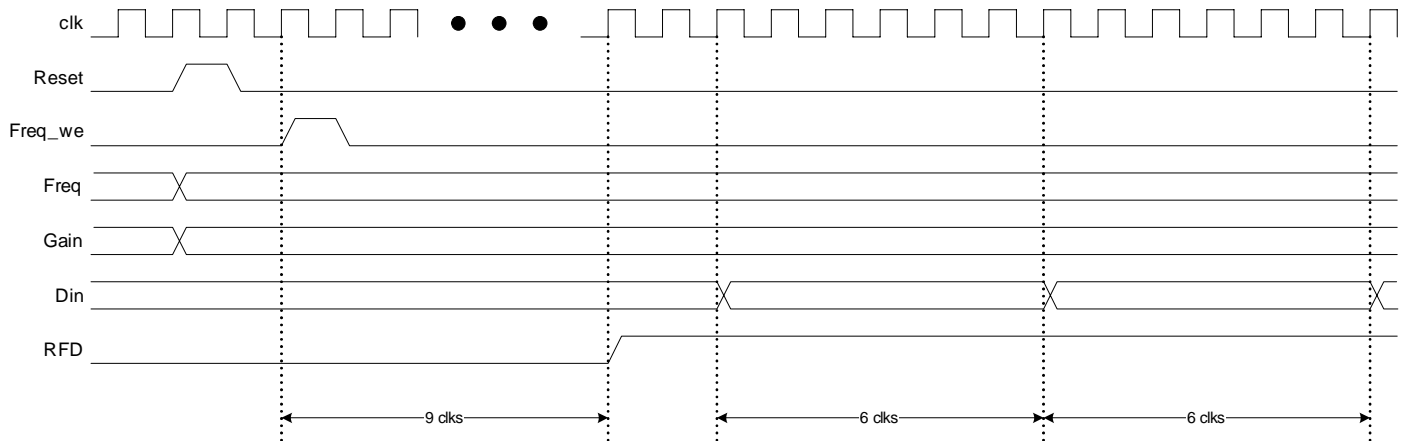 clk
Reset
Freq_we
Freq
Gain
Din
RFD
9 clks
6 clks
6 clks